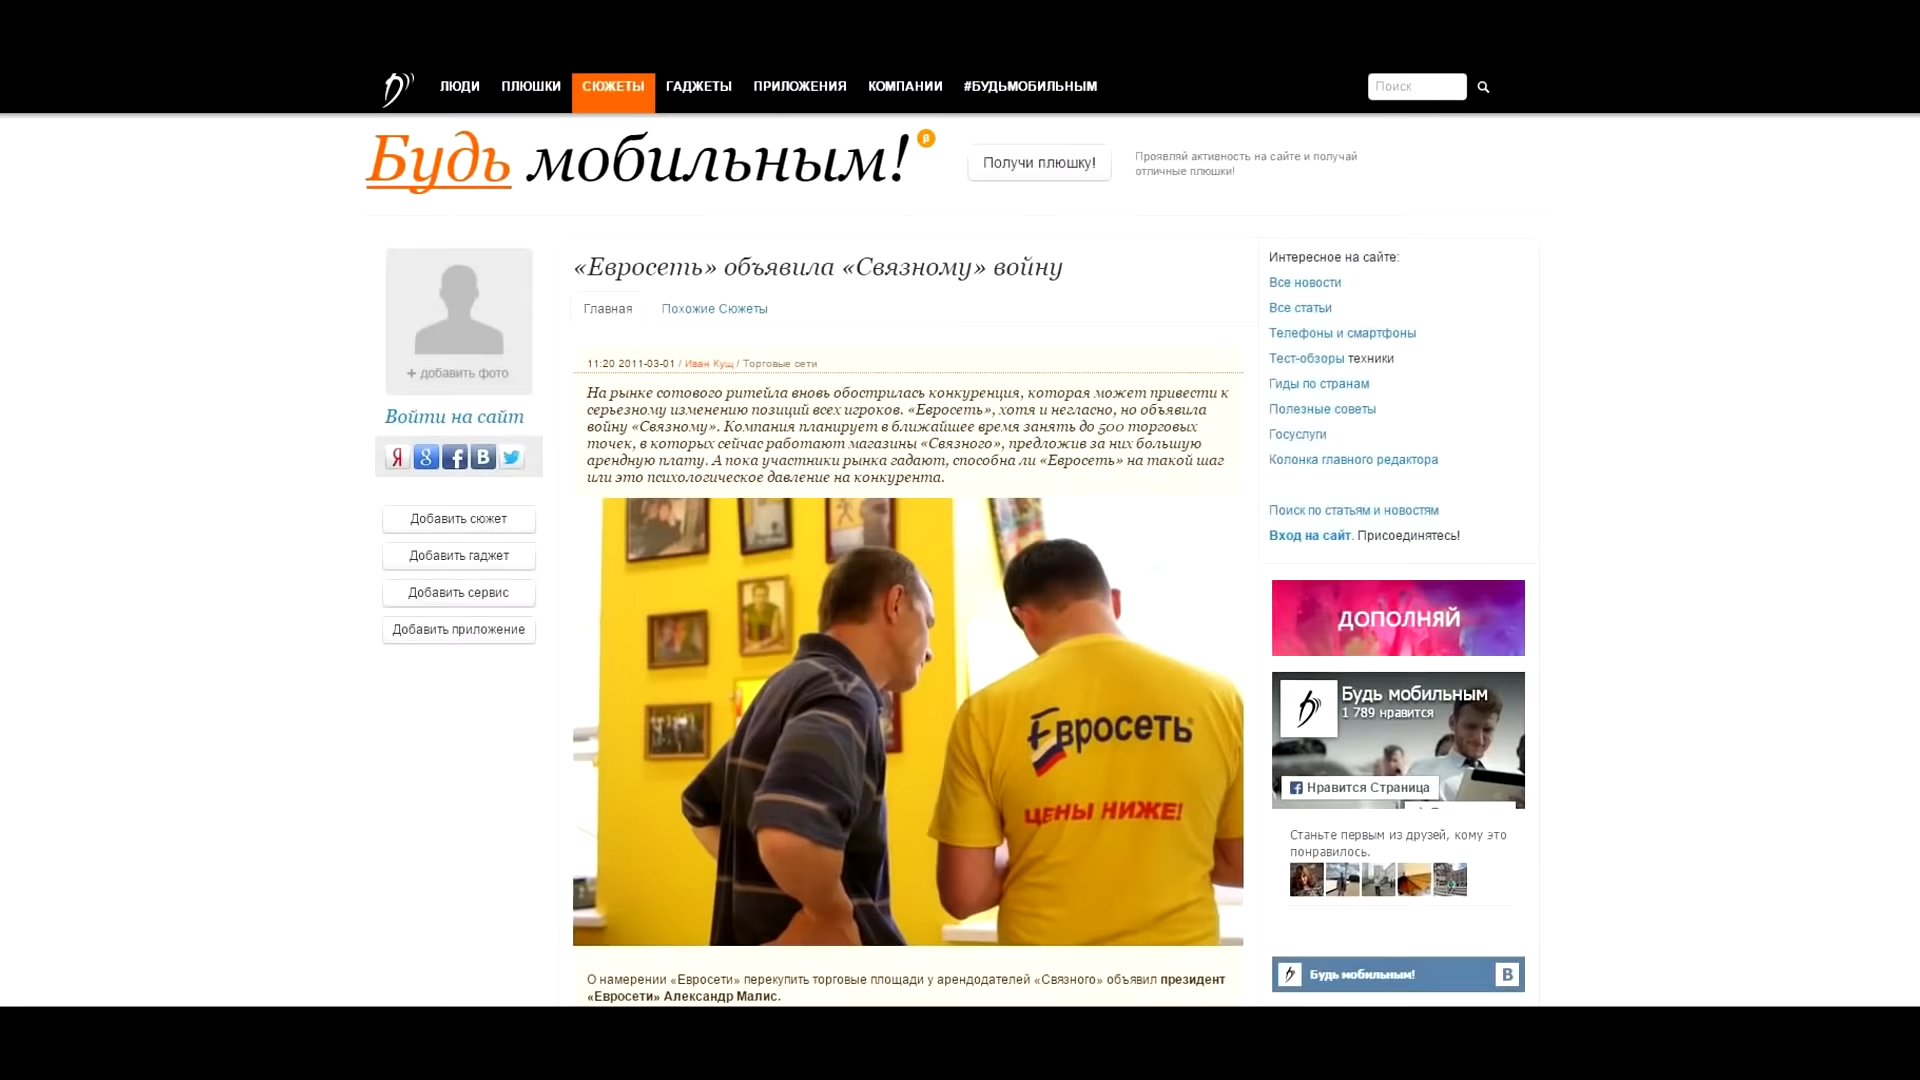 ЛЮДИ ПЛЮШКИ СЮЖЕТЫ ГАДЖЕТЫ ПРИЛОЖЕНИЯ КОМПАНИИ #БУДЬМОБИЛЬНЫМ Поиск
Будь мобильным! β
Получи плюшку!
Проявляй активность на сайте и получай
отличные плюшки!
+ добавить фото
Войти на сайт
Добавить сюжет
Добавить гаджет
Добавить сервис
Добавить приложение
«Евросеть» объявила «Связному» войну
Главная Похожие Сюжеты
11:20 2011-03-01 / Иван Кущ / Торговые сети
На рынке сотового ритейла вновь обострилась конкуренция, которая может привести к
серьезному изменению позиций всех игроков. «Евросеть», хотя и негласно, но объявила
войну «Связному». Компания планирует в ближайшее время занять до 500 торговых
точек, в которых сейчас работают магазины «Связного», предложив за них большую
арендную плату. А пока участники рынка гадают, способна ли «Евросеть» на такой шаг
или это психологическое давление на конкурента.
Евросеть
ЦЕНЫ НИЖЕ!
О намерении «Евросети» перекупить торговые площади у арендодателей «Связного» объявил президент
«Евросети» Александр Малис.
Интересное на сайте:
Все новости
Все статьи
Телефоны и смартфоны
Тест-обзоры техники
Гиды по странам
Полезные советы
Госуслуги
Колонка главного редактора
Поиск по статьям и новостям
Вход на сайт. Присоединятесь!
ДОПОЛНЯЙ
Будь мобильным
1 789 нравится
Нравится Страница
Станьте первым из друзей, кому это
понравилось.
Будь мобильным! В